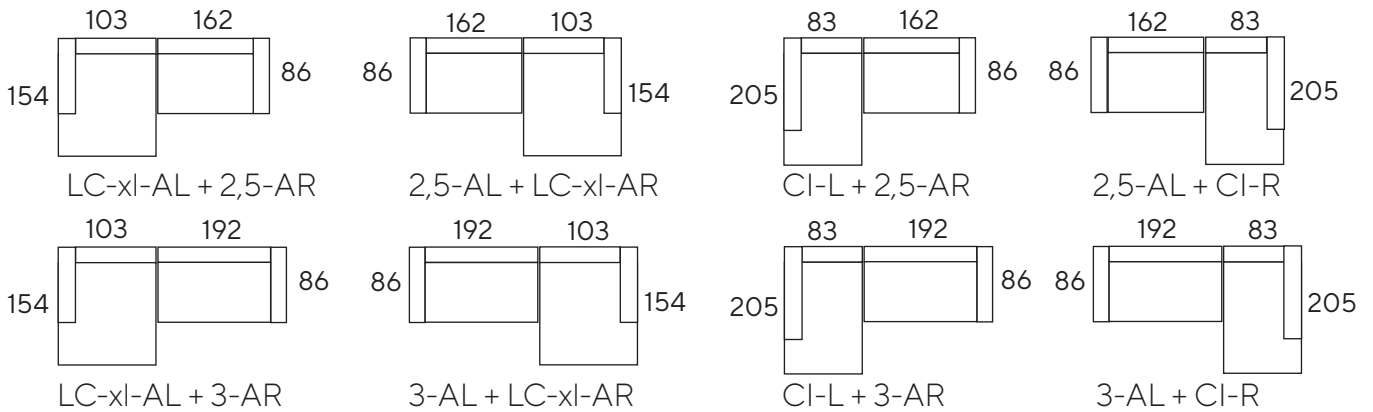 103 162
154 86
LC-xl-AL + 2,5-AR
162 103
86 154
2,5-AL + LC-xl-AR
83 162
205 86
CI-L + 2,5-AR
162 83
86 205
2,5-AL + CI-R
103 192
154 86
LC-xl-AL + 3-AR
192 103
86 154
3-AL + LC-xl-AR
83 192
205 86
CI-L + 3-AR
192 83
86 205
3-AL + CI-R